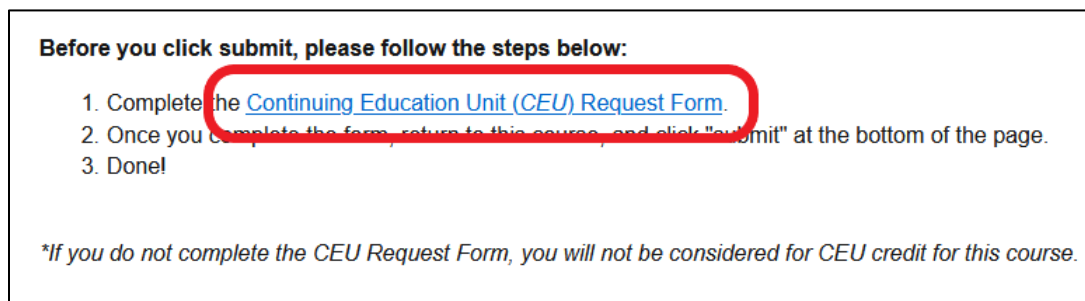 Before you click submit, please follow the steps below:
1. Complete the Continuing Education Unit (CEU) Request Form.
2. Once you complete the form, return to this course, and click "submit" at the bottom of the page.
3. Done!
*If you do not complete the CEU Request Form, you will not be considered for CEU credit for this course.